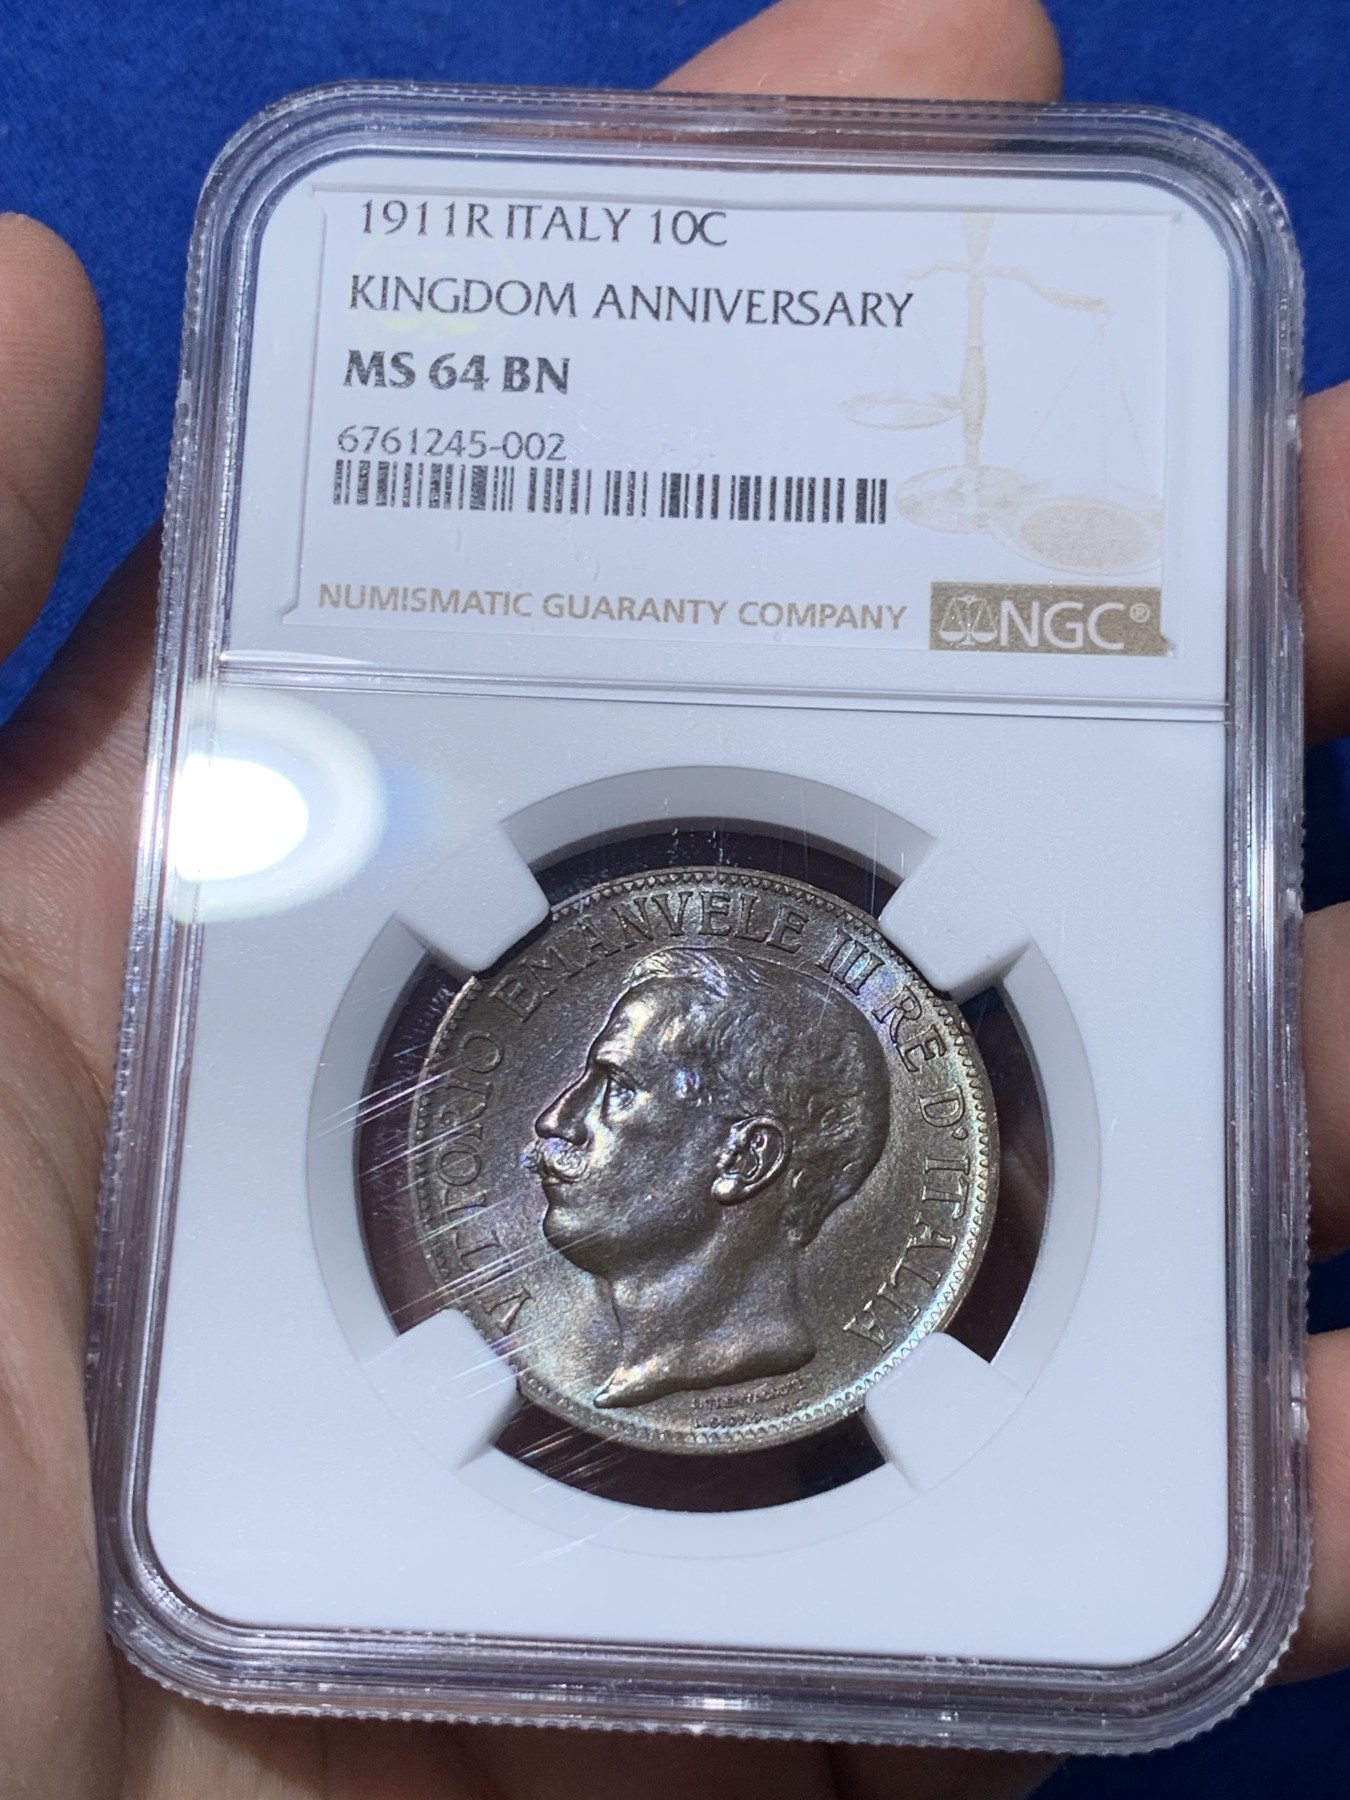 1911R ITALY 10C
KINGDOM ANNIVERSARY
MS 64 BN
6761245-002
NUMISMATIC GUARANTY COMPANY
NGC®
VITTORIO EMANVELE III RE D'ITALIA